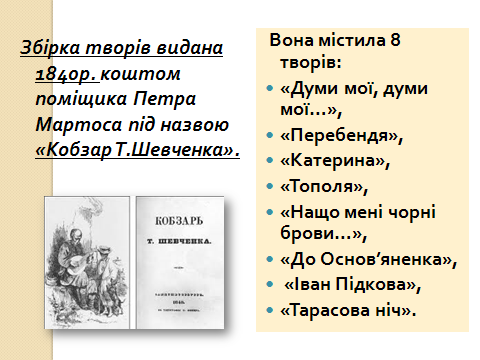 Збірка творів видана
1840р. коштом
поміщика Петра
Мартоса під назвою
«Кобзар Т.Шевченка».
КОБЗАРЬ
Т. ШЕВЧЕНКА.
САНКТПЕТЕРБУРГЪ.
1840.
Вона містила 8
творів:
«Думи мої, думи
мої…»,
«Перебендя»,
«Катерина»,
«Тополя»,
«Нащо мені чорні
брови…»,
«До Основ’яненка»,
«Іван Підкова»,
«Тарасова ніч».